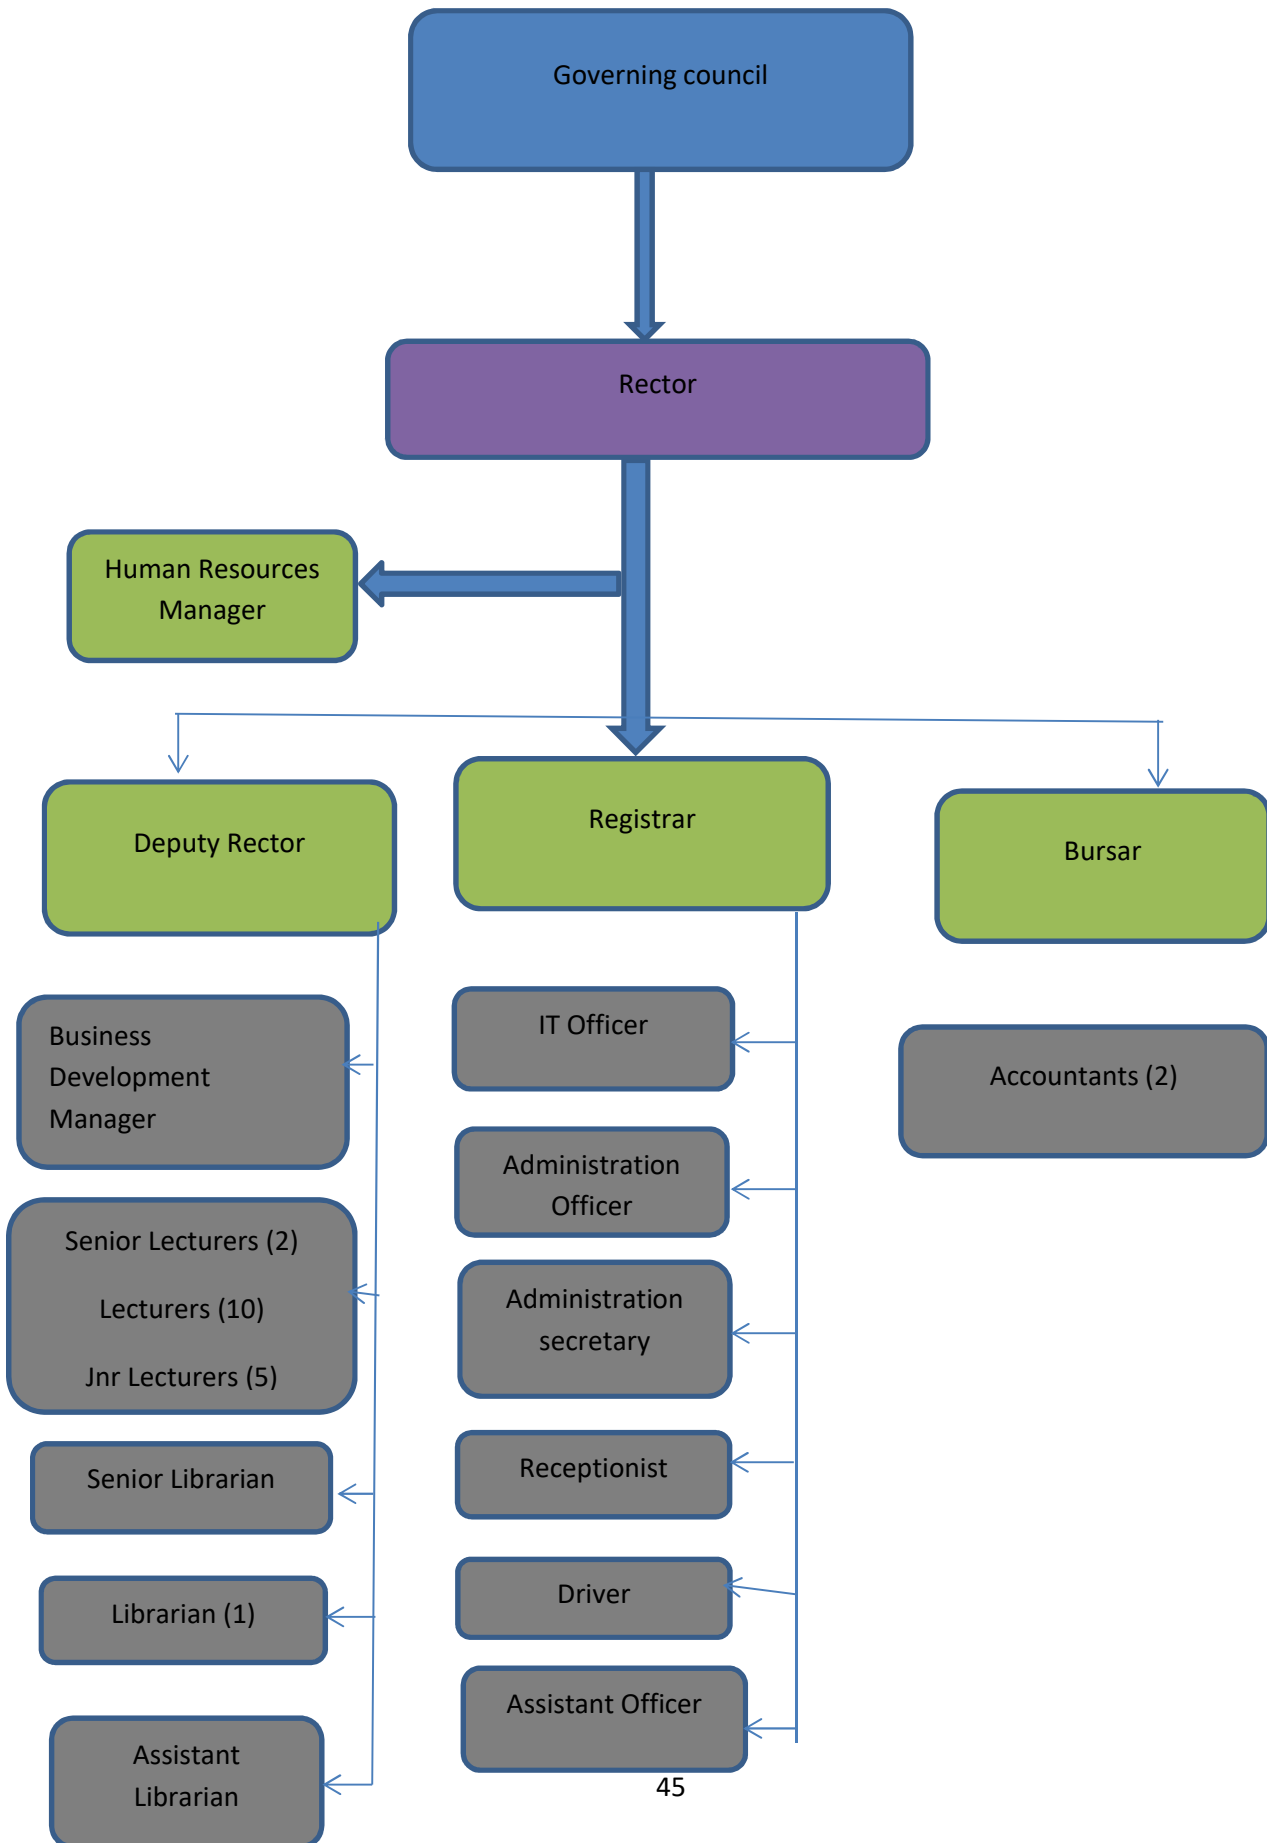 Governing council
Rector
Human Resources
Manager
Deputy Rector
Registrar
Bursar
Business
Development
Manager
Senior Lecturers (2)
Lecturers (10)
Jnr Lecturers (5)
Senior Librarian
Librarian (1)
Assistant
Librarian
IT Officer
Administration
Officer
Administration
secretary
Receptionist
Driver
Assistant Officer
Accountants (2)
45